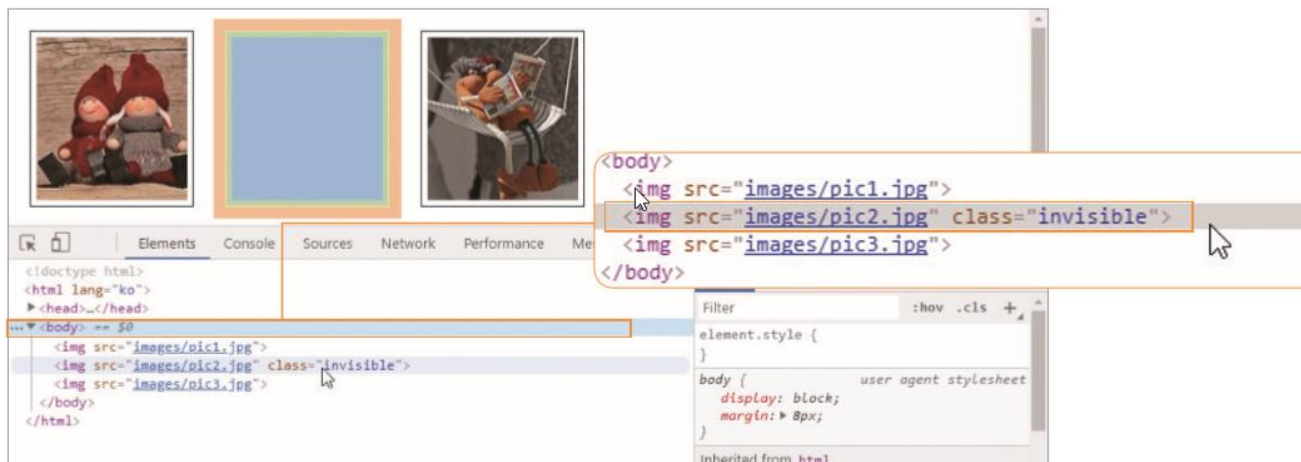 Elements Console Sources Network Performance Me
<!doctype html>
<html lang="ko">
▶<head>…</head>
…▼<body> == $0
<img src="images/pic1.jpg">
<img src="images/pic2.jpg" class="invisible">
<img src="images/pic3.jpg">
</body>
</html>
<body>
<img src="images/pic1.jpg">
<img src="images/pic2.jpg" class="invisible">
<img src="images/pic3.jpg">
</body>
Filter :hov .cls +
element.style {
}
body { user agent stylesheet
display: block;
margin:▶ 8px;
}
Inherited from html